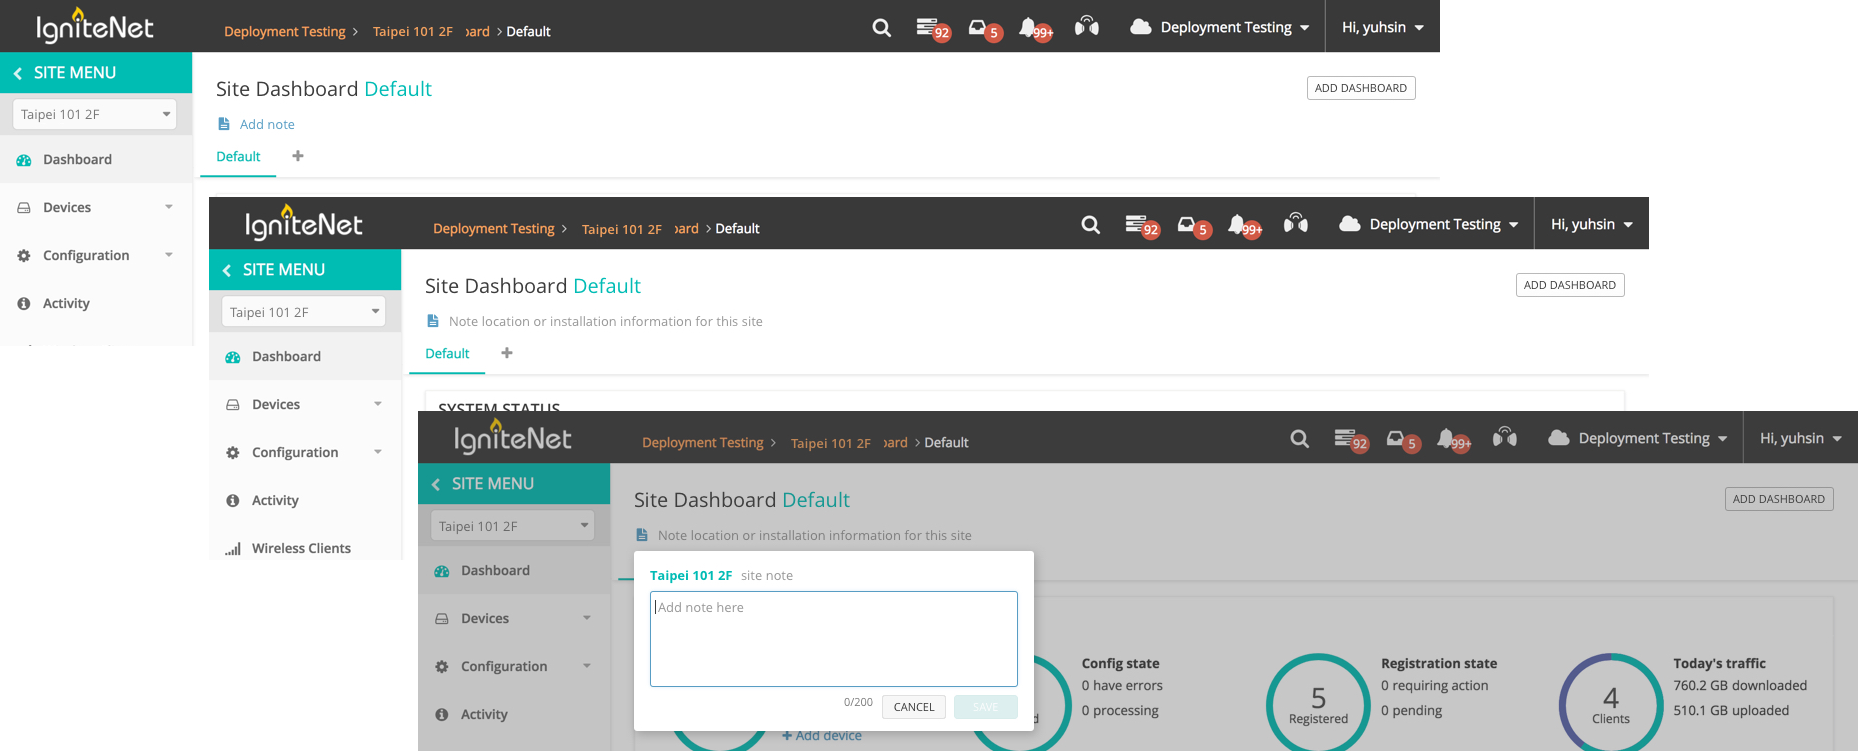 IgniteNet
Deployment Testing > Taipei 101 2F oard > Default
92 5 99+ Deployment Testing Hi, yuhsin
SITE MENU
Taipei 101 2F
Dashboard
Devices
Configuration
Activity
Site Dashboard Default
ADD DASHBOARD
Add note
Default +
IgniteNet
Deployment Testing > Taipei 101 2F oard > Default
92 5 99+ Deployment Testing Hi, yuhsin
SITE MENU
Taipei 101 2F
Dashboard
Devices
Configuration
Activity
Wireless Clients
Site Dashboard Default
ADD DASHBOARD
Note location or installation information for this site
Default +
SYSTEM STATUS
IgniteNet
Deployment Testing > Taipei 101 2F oard > Default
92 5 99+ Deployment Testing Hi, yuhsin
SITE MENU
Taipei 101 2F
Dashboard
Devices
Configuration
Activity
Site Dashboard Default
ADD DASHBOARD
Note location or installation information for this site
Taipei 101 2F site note
Add note here
0/200 CANCEL SAVE
d
+ Add device
Config state
0 have errors
0 processing
5
Registered
Registration state
0 requiring action
0 pending
4
Clients
Today's traffic
760.2 GB downloaded
510.1 GB uploaded